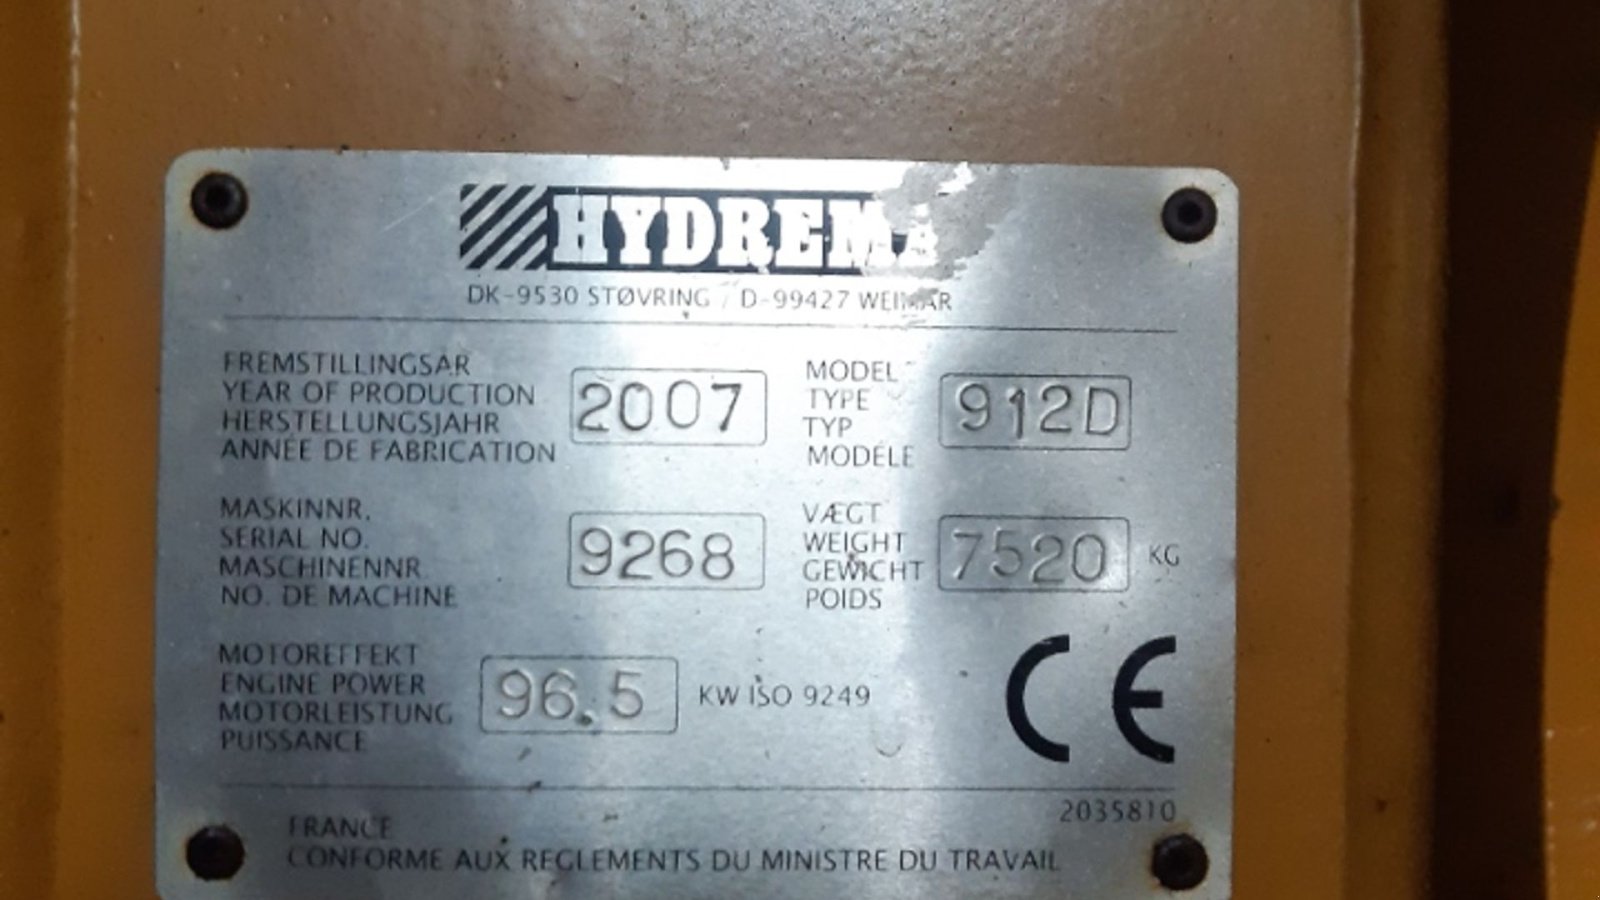 HYDREMA
DK-9530 STØVRING / D-99427 WEIMAR
FREMSTILLINGSAR
YEAR OF PRODUCTION
HERSTELLUNGSJAHR
ANNÉE DE FABRICATION
2007
MODEL
TYPE
TYP
MODÉLE
912D
MASKINNR.
SERIAL NO.
MASCHINENNR.
NO. DE MACHINE
9268
VÆGT
WEIGHT
GEWICHT
POIDS
7520 KG
MOTOREFFEKT
ENGINE POWER
MOTORLEISTUNG
PUISSANCE
96.5 KW ISO 9249
CE
2035810
FRANCE
CONFORME AUX REGLEMENTS DU MINISTRE DU TRAVAIL